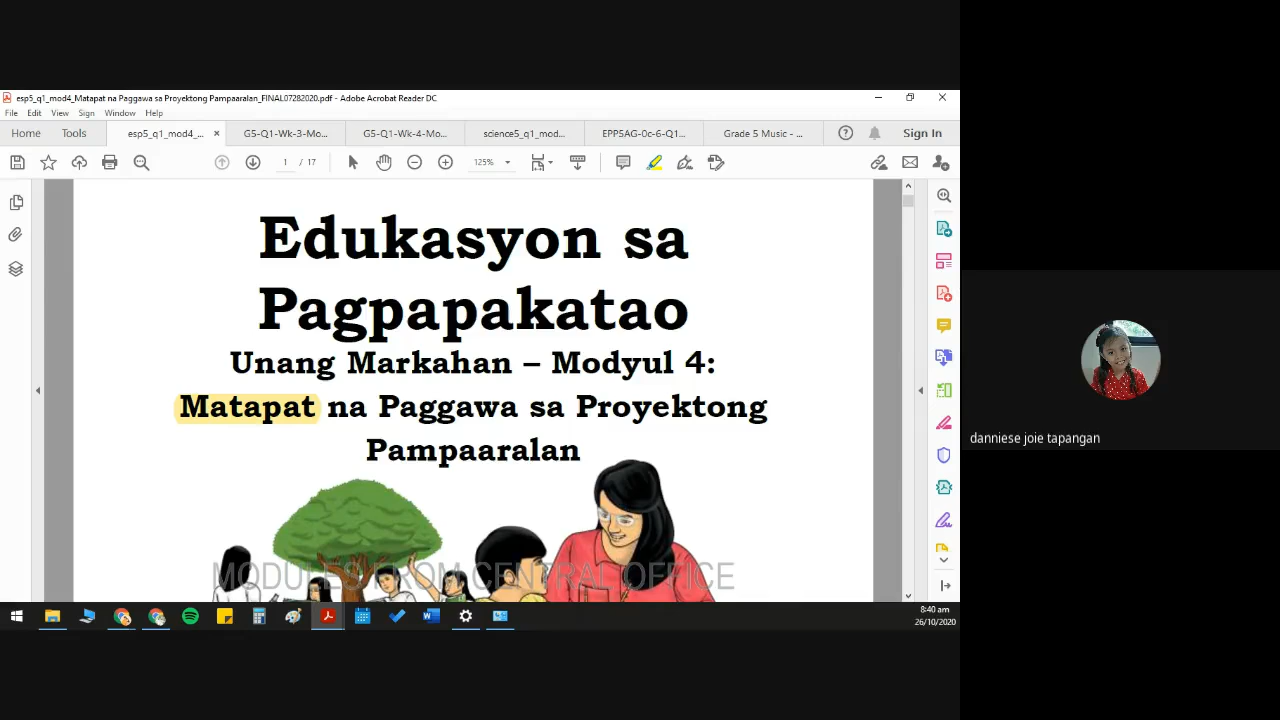 esp5_q1_mod4_Matapat na Paggawa sa Proyektong Pampaaralan_FINAL07282020.pdf - Adobe Acrobat Reader DC
File Edit View Sign Window Help
Home Tools esp5_q1_mod4_... × G5-Q1-Wk-3-Mo... G5-Q1-Wk-4-Mo... science5_q1_mod... EPP5AG-0c-6-Q1... Grade 5 Music - ... Sign In
1 / 17 125%
Edukasyon sa
Pagpapakatao
Unang Markahan – Modyul 4:
Matapat na Paggawa sa Proyektong
Pampaaralan
MODULES FROM CENTRAL OFFICE
danniese joie tapangan
8:40 am
26/10/2020